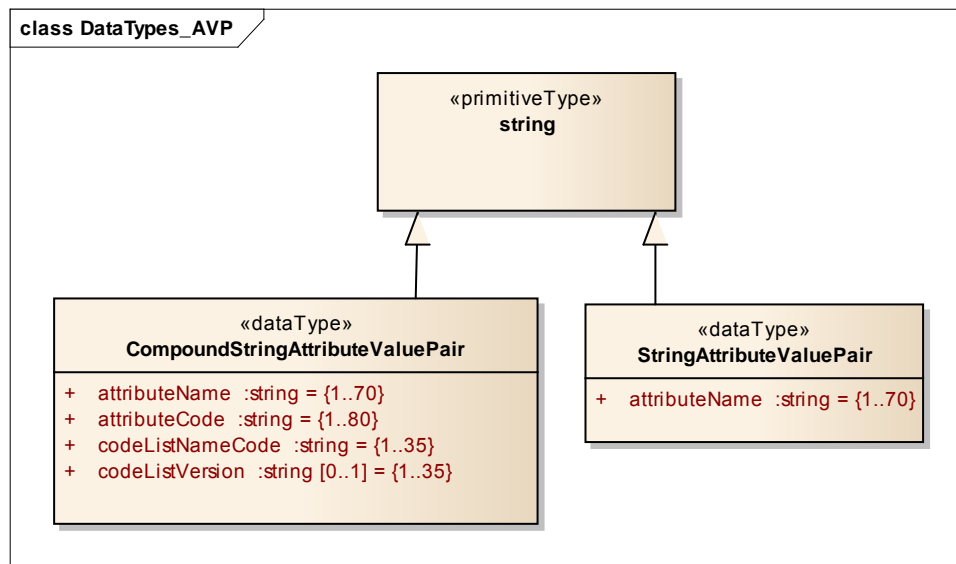 class DataTypes_AVP
«primitiveType»
string
«dataType»
CompoundStringAttributeValuePair
+ attributeName :string = {1..70}
+ attributeCode :string = {1..80}
+ codeListNameCode :string = {1..35}
+ codeListVersion :string [0..1] = {1..35}
«dataType»
StringAttributeValuePair
+ attributeName :string = {1..70}